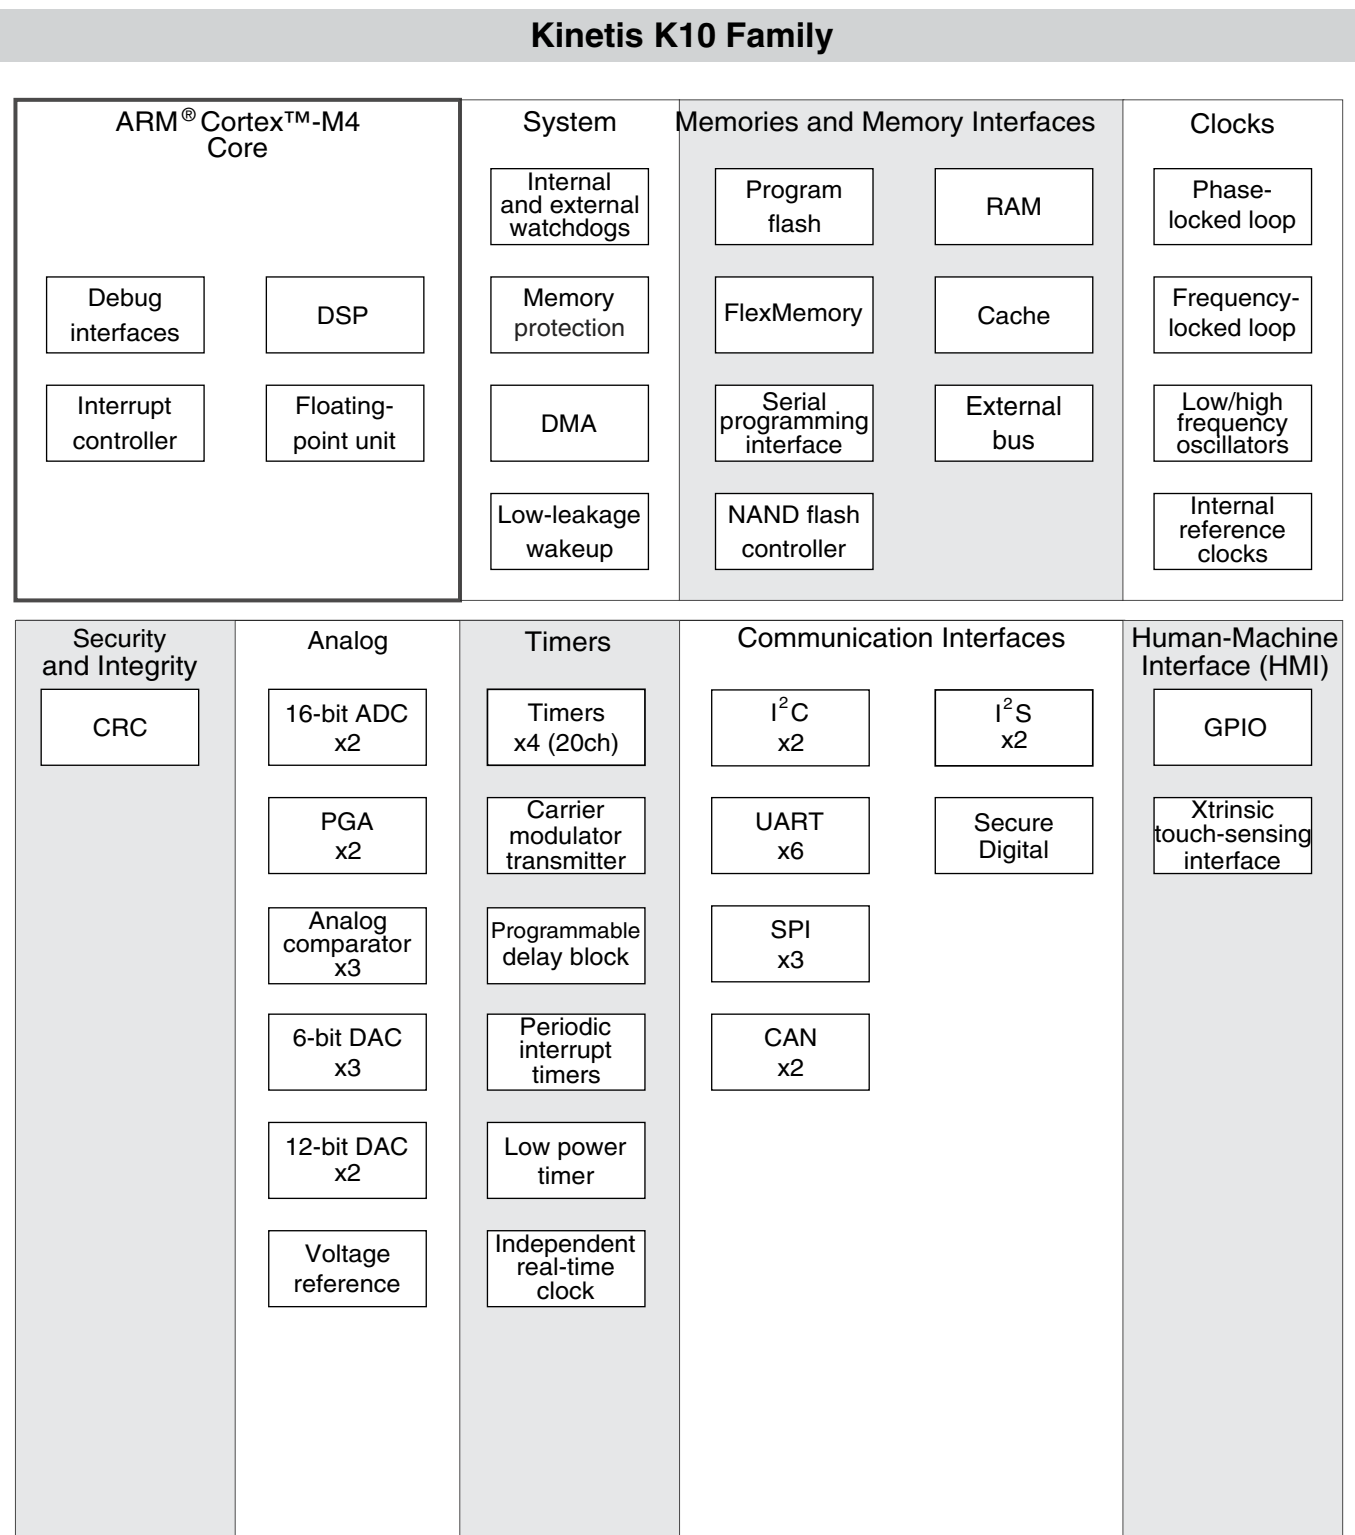 Kinetis K10 Family
ARM® Cortex™-M4
Core
Debug
interfaces
DSP
Interrupt
controller
Floating-
point unit
System
Internal
and external
watchdogs
Memory
protection
DMA
Low-leakage
wakeup
Memories and Memory Interfaces
Program
flash
RAM
FlexMemory
Cache
Serial
programming
interface
External
bus
NAND flash
controller
Clocks
Phase-
locked loop
Frequency-
locked loop
Low/high
frequency
oscillators
Internal
reference
clocks
Security
and Integrity
CRC
Analog
16-bit ADC
x2
PGA
x2
Analog
comparator
x3
6-bit DAC
x3
12-bit DAC
x2
Voltage
reference
Timers
Timers
x4 (20ch)
Carrier
modulator
transmitter
Programmable
delay block
Periodic
interrupt
timers
Low power
timer
Independent
real-time
clock
Communication Interfaces
I²C
x2
I²S
x2
UART
x6
Secure
Digital
SPI
x3
CAN
x2
Human-Machine
Interface (HMI)
GPIO
Xtrinsic
touch-sensing
interface